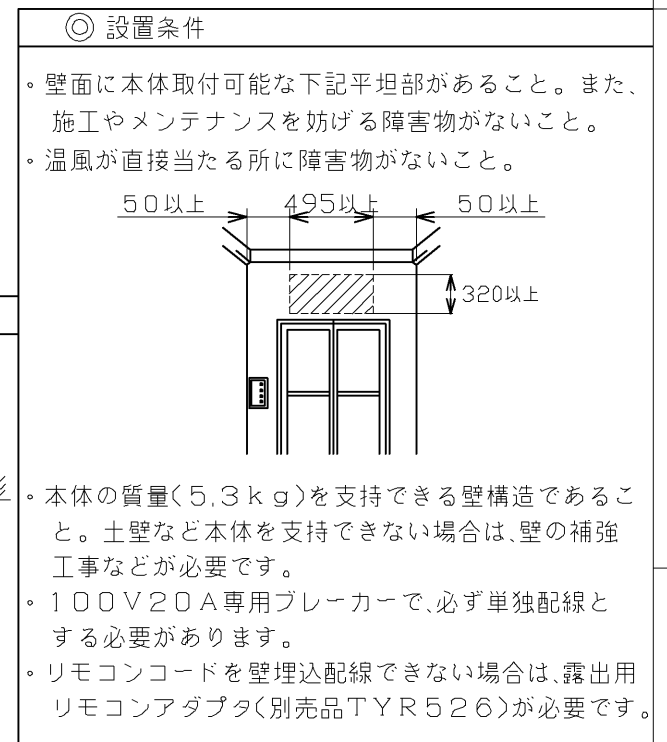 ◎ 設置条件
。壁面に本体取付可能な下記平坦部があること。また、
施工やメンテナンスを妨げる障害物がないこと。
。温風が直接当たる所に障害物がないこと。
50以上 495以上 50以上
320以上
。本体の質量(5,3kg)を支持できる壁構造であるこ
と。土壁など本体を支持できない場合は、壁の補強
工事などが必要です。
。100V20A専用ブレーカーで、必ず単独配線と
する必要があります。
。リモコンコードを壁埋込配線できない場合は、露出用
リモコンアダプタ(別売品TYR526)が必要です。